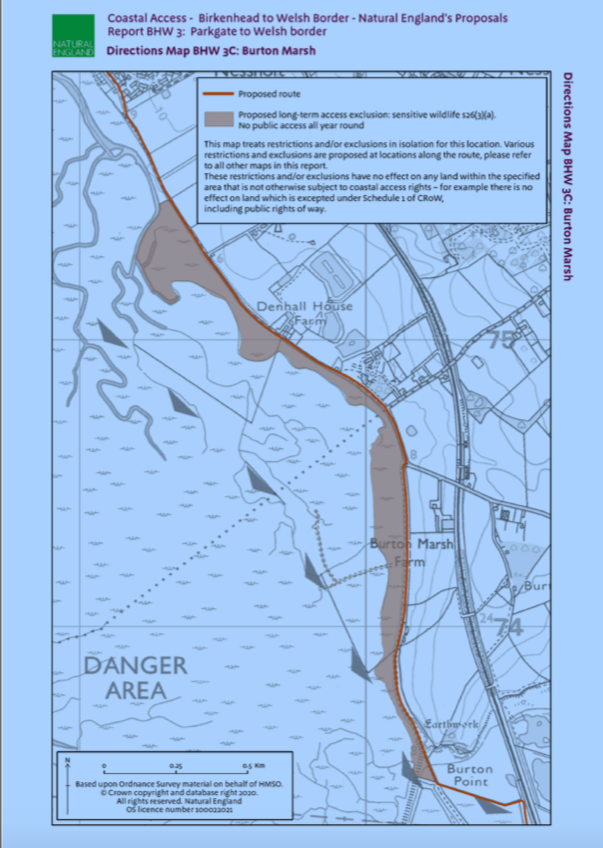 Coastal Access - Birkenhead to Welsh Border - Natural England's Proposals
Report BHW 3: Parkgate to Welsh border
Directions Map BHW 3C: Burton Marsh
NATURAL
ENGLAND
Directions Map BHW 3C: Burton Marsh
Proposed route
Proposed long-term access exclusion: sensitive wildlife s26(3)(a).
No public access all year round
This map treats restrictions and/or exclusions in isolation for this location. Various
restrictions and exclusions are proposed at locations along the route, please refer
to all other maps in this report.
These restrictions and/or exclusions have no effect on any land within the specified
area that is not otherwise subject to coastal access rights – for example there is no
effect on land which is excepted under Schedule 1 of CRoW,
including public rights of way.
9
6
Denhall House
Farm
75
8
Burton Marsh
Farm
Bur
24
74
DANGER
AREA
Earthwork
Burton
Point
N
0
0.25
0.5 Km
Based upon Ordnance Survey material on behalf of HMSO.
© Crown copyright and database right 2020.
All rights reserved. Natural England
OS licence number 100022021